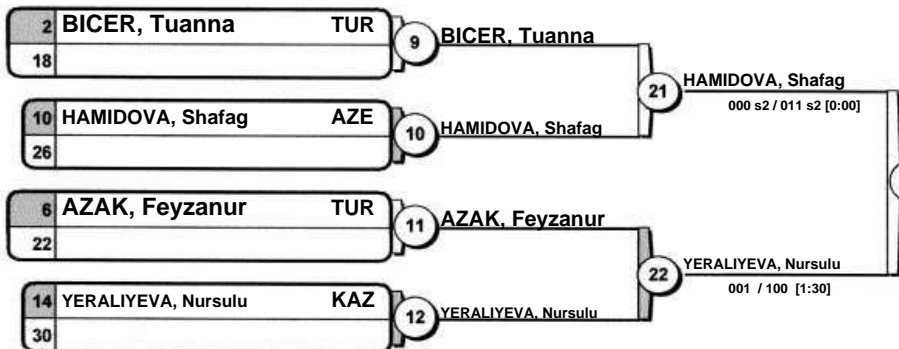 2 BICER, Tuanna TUR
18
9
BICER, Tuanna
10 HAMIDOVA, Shafag AZE
26
10
HAMIDOVA, Shafag
21
HAMIDOVA, Shafag
000 s2 / 011 s2 [0:00]
6 AZAK, Feyzanur TUR
22
11
AZAK, Feyzanur
14 YERALIYEVA, Nursulu KAZ
30
12
YERALIYEVA, Nursulu
22
YERALIYEVA, Nursulu
001 / 100 [1:30]